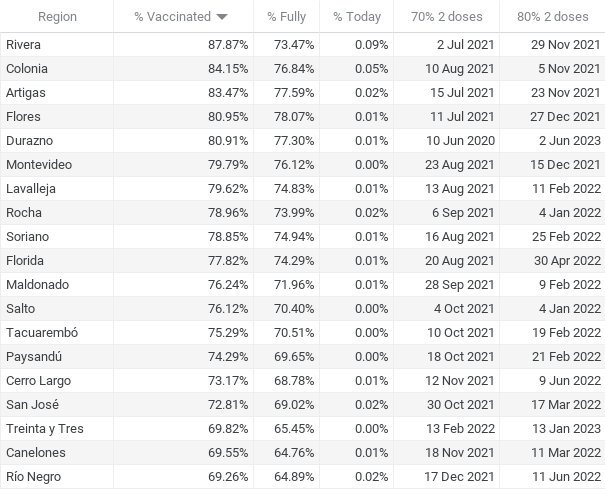 Region % Vaccinated % Fully % Today 70% 2 doses 80% 2 doses
Rivera 87.87% 73.47% 0.09% 2 Jul 2021 29 Nov 2021
Colonia 84.15% 76.84% 0.05% 10 Aug 2021 5 Nov 2021
Artigas 83.47% 77.59% 0.02% 15 Jul 2021 23 Nov 2021
Flores 80.95% 78.07% 0.01% 11 Jul 2021 27 Dec 2021
Durazno 80.91% 77.30% 0.01% 10 Jun 2020 2 Jun 2023
Montevideo 79.79% 76.12% 0.00% 23 Aug 2021 15 Dec 2021
Lavalleja 79.62% 74.83% 0.01% 13 Aug 2021 11 Feb 2022
Rocha 78.96% 73.99% 0.02% 6 Sep 2021 4 Jan 2022
Soriano 78.85% 74.94% 0.01% 16 Aug 2021 25 Feb 2022
Florida 77.82% 74.29% 0.01% 20 Aug 2021 30 Apr 2022
Maldonado 76.24% 71.96% 0.01% 28 Sep 2021 9 Feb 2022
Salto 76.12% 70.40% 0.00% 4 Oct 2021 4 Jan 2022
Tacuarembó 75.29% 70.51% 0.00% 10 Oct 2021 19 Feb 2022
Paysandú 74.29% 69.65% 0.00% 18 Oct 2021 21 Feb 2022
Cerro Largo 73.17% 68.78% 0.01% 12 Nov 2021 9 Jun 2022
San José 72.81% 69.02% 0.02% 30 Oct 2021 17 Mar 2022
Treinta y Tres 69.82% 65.45% 0.00% 13 Feb 2022 13 Jan 2023
Canelones 69.55% 64.76% 0.01% 18 Nov 2021 11 Mar 2022
Río Negro 69.26% 64.89% 0.02% 17 Dec 2021 11 Jun 2022